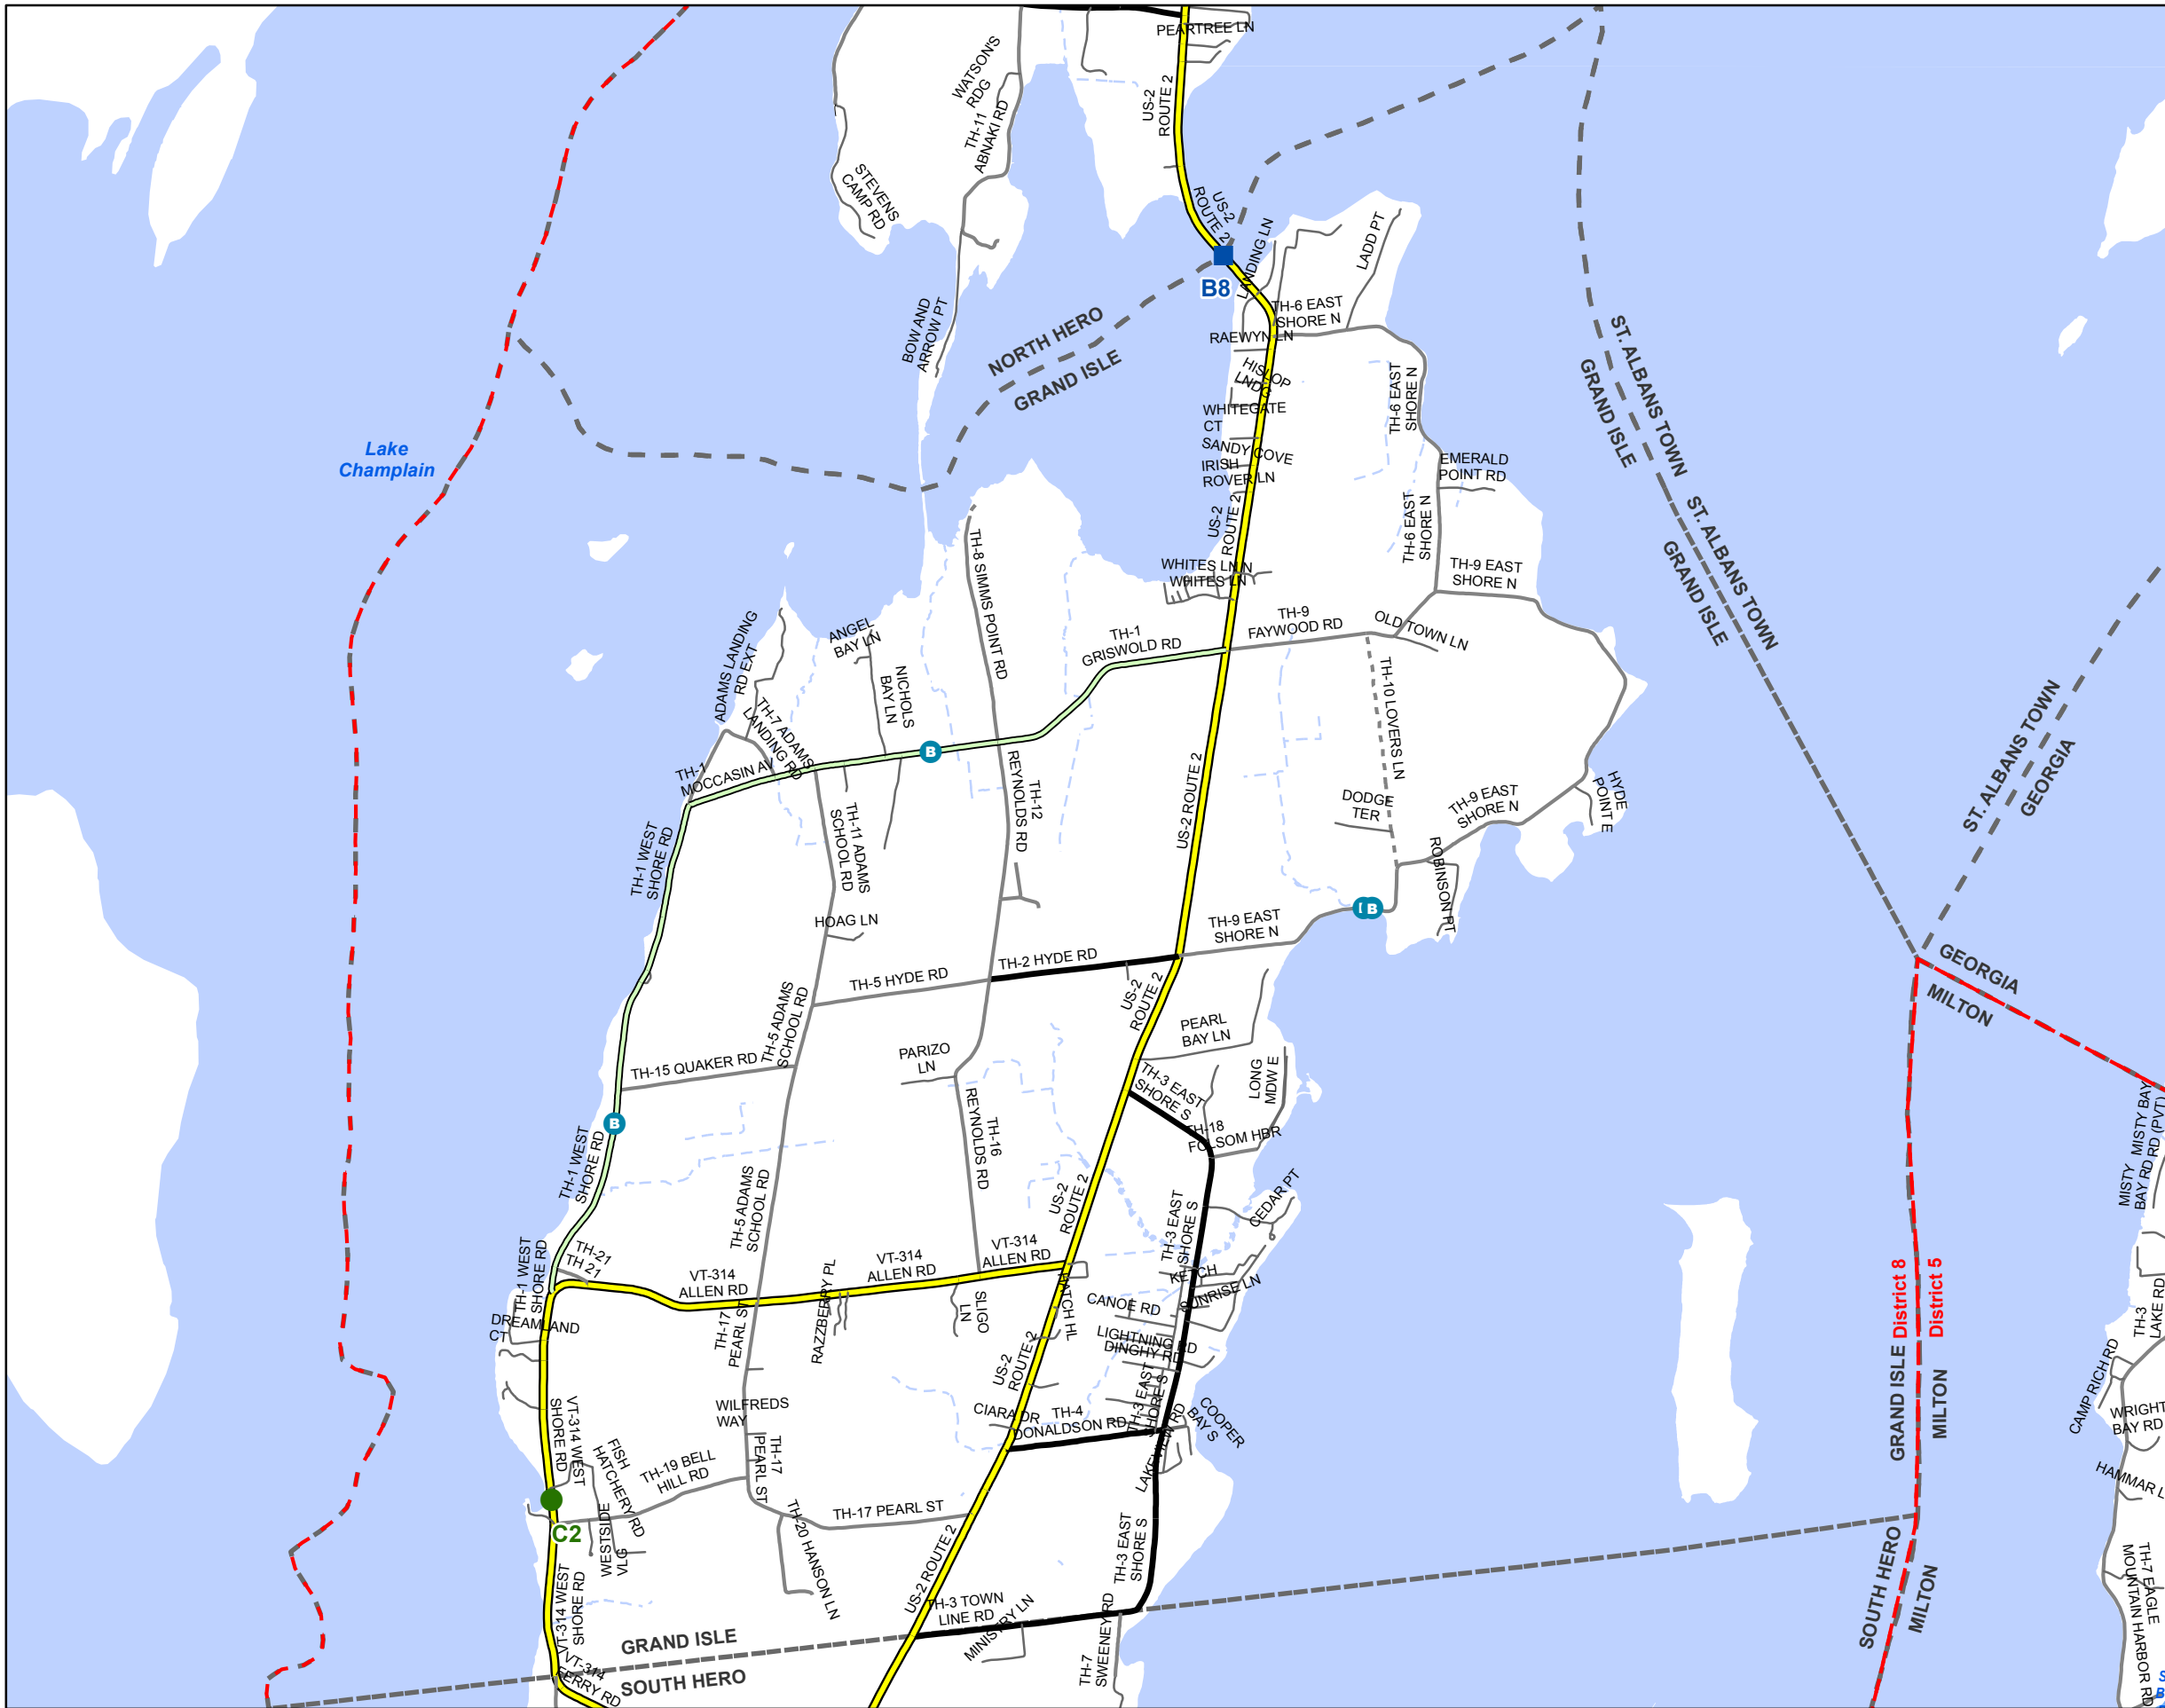 PEARTREE LN
WATSON'S
RDG
TH-11
ABNAKI RD
US-2
ROUTE 2
STEVENS
CAMP RD
US-2
ROUTE 2
LANDING LN
LADD PT
B8
BOW AND
ARROW PT
NORTH HERO
GRAND ISLE
TH-6 EAST
SHORE N
RAEWYN LN
HISLOP
LNDG
WHITEGATE
CT
SANDY COVE
IRISH
ROVER LN
TH-6 EAST
SHORE N
EMERALD
POINT RD
TH-6 EAST
SHORE N
ST. ALBANS TOWN
GRAND ISLE
ST. ALBANS TOWN
GRAND ISLE
Lake
Champlain
US-2
ROUTE 2
WHITES LN N
WHITES LN
TH-9 EAST
SHORE N
TH-8 SIMMS POINT RD
TH-9
FAYWOOD RD
OLD TOWN LN
TH-1
GRISWOLD RD
ADAMS LANDING
RD EXT
ANGEL
BAY LN
NICHOLS
BAY LN
TH-7 ADAMS
LANDING RD
TH-10 LOVERS LN
ST. ALBANS TOWN
GEORGIA
B
TH-1
MOCCASIN AV
TH-12
REYNOLDS RD
US-2 ROUTE 2
DODGE
TER
TH-9 EAST
SHORE N
HYDE
POINT E
TH-1 WEST
SHORE RD
TH-11 ADAMS
SCHOOL RD
ROBINSON PT
HOAG LN
B
TH-9 EAST
SHORE N
TH-2 HYDE RD
TH-5 HYDE RD
GEORGIA
MILTON
US-2
ROUTE 2
TH-5 ADAMS
SCHOOL RD
PEARL
BAY LN
PARIZO
LN
TH-15 QUAKER RD
TH-3 EAST
SHORE S
LONG
MDW E
B
TH-18
FOLSOM HBR
TH-16
REYNOLDS RD
TH-1 WEST
SHORE RD
TH-5 ADAMS
SCHOOL RD
US-2
ROUTE 2
TH-3 EAST
SHORE S
CEDAR PT
MISTY BAY
RD (PVT)
MISTY
BAY RD
TH-1 WEST
SHORE RD
TH-21
TH 21
VT-314
ALLEN RD
VT-314
ALLEN RD
VT-314
ALLEN RD
KETCH
SUNRISE LN
CANOE RD
HATCH HL
DREAMLAND
CT
TH-17
PEARL ST
RAZZBERRY PL
SLIGO
LN
LIGHTNING RD
DINGHY RD
US-2
ROUTE 2
GRAND ISLE District 8
District 5
MILTON
TH-3
LAKE RD
CAMP RICH RD
WRIGHT
BAY RD
HAMMAR L
VT-314 WEST
SHORE RD
WILFREDS
WAY
CIARA DR
TH-4
DONALDSON RD
TH-3 EAST
SHORE S
COOPER
BAY S
LAKEVIEW RD
FISH
HATCHERY RD
TH-19 BELL
HILL RD
TH-17
PEARL ST
TH-17 PEARL ST
C2
WESTSIDE
VLG
TH-20 HANSON LN
US-2 ROUTE 2
TH-3 EAST
SHORE S
VT-314 WEST
SHORE RD
TH-3 TOWN
LINE RD
MINISTRY LN
TH-7
SWEENEY RD
SOUTH HERO
MILTON
TH-7 EAGLE
MOUNTAIN HARBOR RD
GRAND ISLE
SOUTH HERO
VT-314
FERRY RD